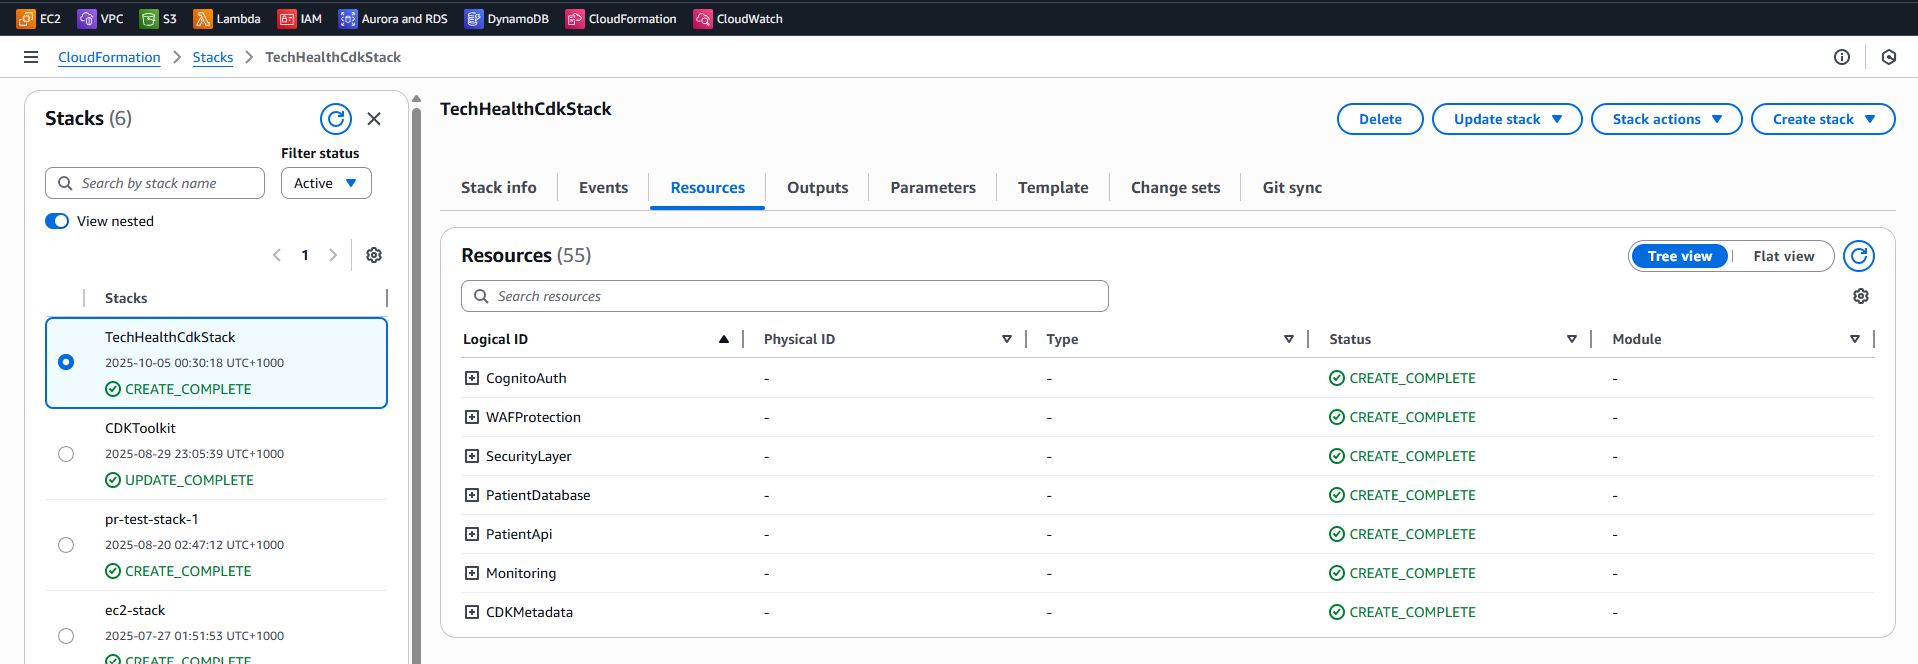 EC2 VPC S3 Lambda IAM Aurora and RDS DynamoDB CloudFormation CloudWatch
CloudFormation Stacks TechHealthCdkStack
Stacks (6)
Filter status
Search by stack name
Active
View nested
1
Stacks
TechHealthCdkStack
2025-10-05 00:30:18 UTC+1000
CREATE_COMPLETE
CDKToolkit
2025-08-29 23:05:39 UTC+1000
UPDATE_COMPLETE
pr-test-stack-1
2025-08-20 02:47:12 UTC+1000
CREATE_COMPLETE
ec2-stack
2025-07-27 01:51:53 UTC+1000
CREATE_COMPLETE
TechHealthCdkStack
Delete Update stack Stack actions Create stack
Stack info Events Resources Outputs Parameters Template Change sets Git sync
Resources (55)
Tree view Flat view
Search resources
Logical ID Physical ID Type Status Module
CognitoAuth - - CREATE_COMPLETE -
WAFProtection - - CREATE_COMPLETE -
SecurityLayer - - CREATE_COMPLETE -
PatientDatabase - - CREATE_COMPLETE -
PatientApi - - CREATE_COMPLETE -
Monitoring - - CREATE_COMPLETE -
CDKMetadata - - CREATE_COMPLETE -